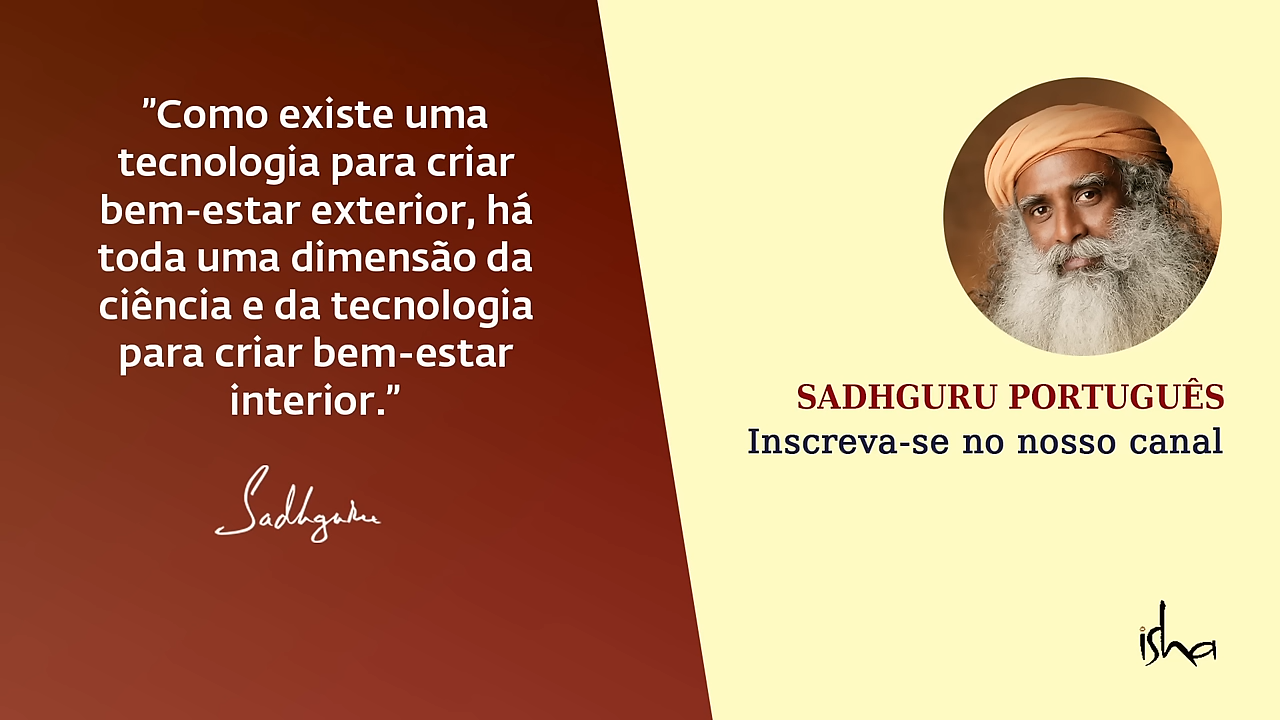 ”Como existe uma
tecnologia para criar
bem-estar exterior, há
toda uma dimensão da
ciência e da tecnologia
para criar bem-estar
interior.”
Sadhguru
SADHGURU PORTUGUÊS
Inscreva-se no nosso canal
isha